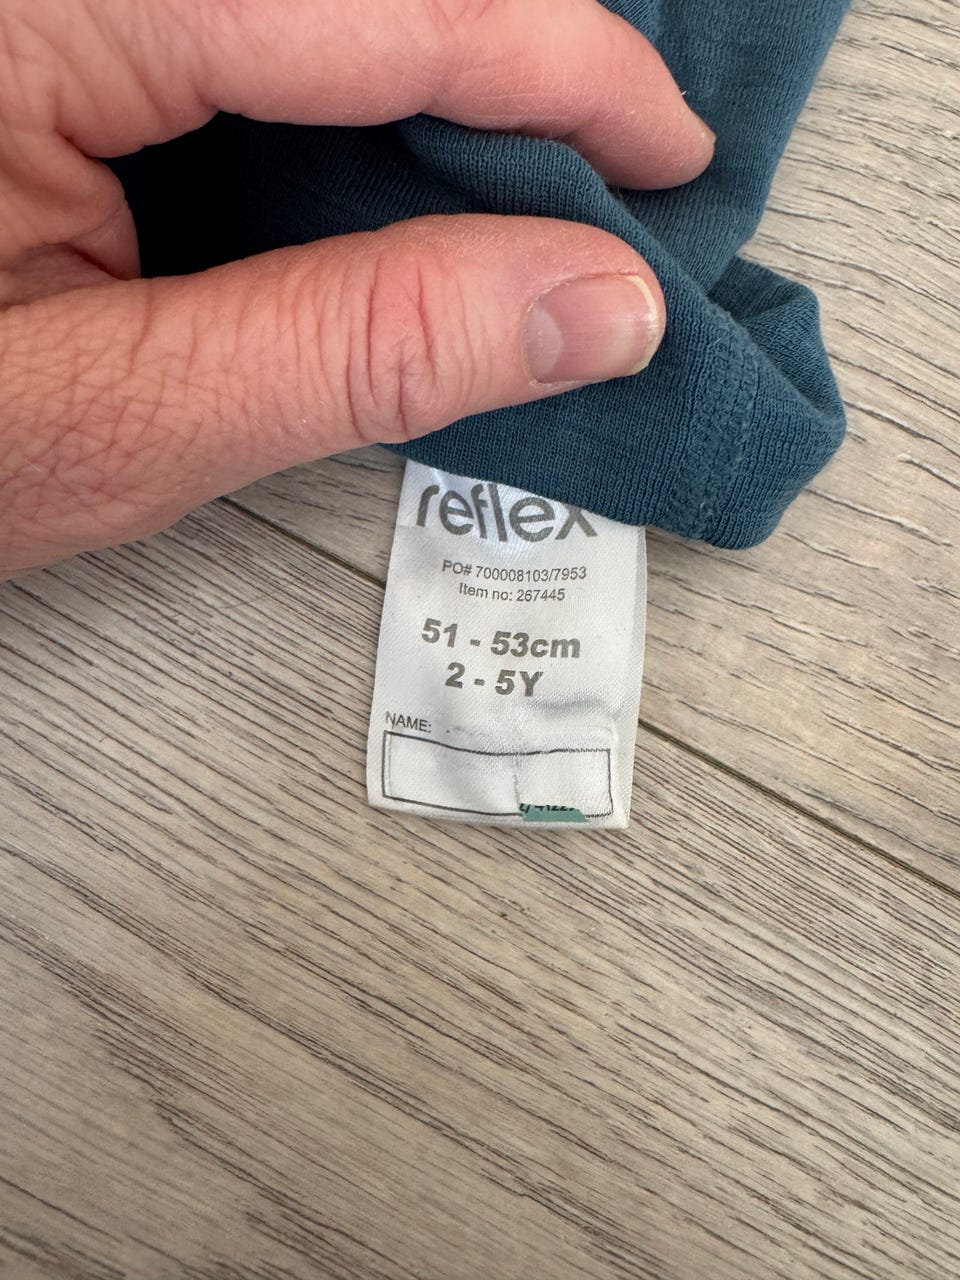 reflex
PO# 700008103/7953
Item no: 267445
51 - 53cm
2 - 5Y
NAME: